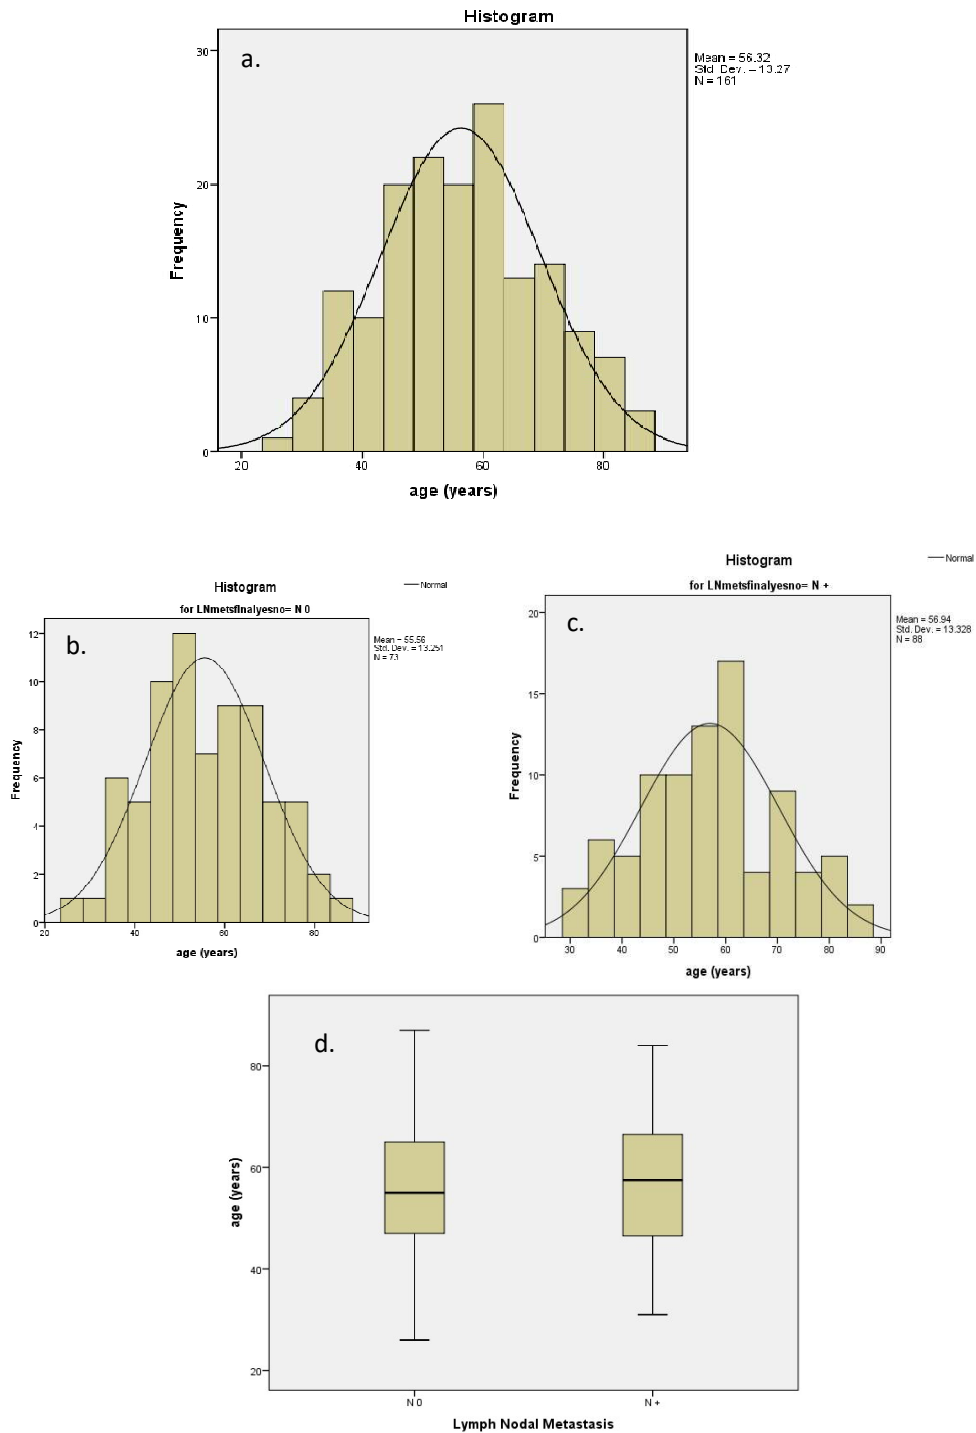 Histogram
a.
Mean = 56.32
Std. Dev. = 13.27
N = 161
30
20
10
0
Frequency
20 40 60 80
age (years)
Histogram
Normal
for LNmetsfinalyesno= N 0
b.
Mean = 55.56
Std. Dev. = 13.251
N = 73
12
10
8
6
4
2
0
Frequency
20 40 60 80
age (years)
Histogram
Normal
for LNmetsfinalyesno= N +
c.
Mean = 56.94
Std. Dev. = 13.328
N = 88
20
15
10
5
0
Frequency
30 40 50 60 70 80 90
age (years)
d.
80
60
40
20
age (years)
N 0 N +
Lymph Nodal Metastasis